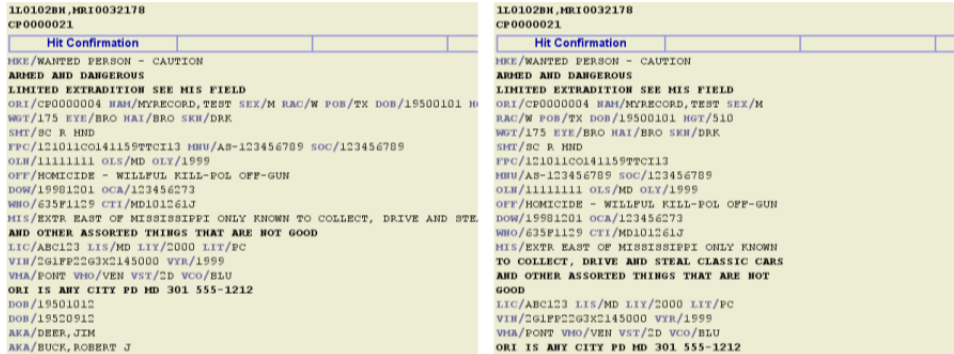 1L0102BH,MRI0032178
CP0000021
Hit Confirmation
MKE/WANTED PERSON - CAUTION
ARMED AND DANGEROUS
LIMITED EXTRADITION SEE MIS FIELD
ORI/CP0000004 NAM/MYRECORD,TEST SEX/M RAC/W POB/TX DOB/19500101
WGT/175 EYE/BRO HAI/BRO SKN/DRK
SMT/SC R HND
FPC/121011CO141159TTCI13 MNU/AS-123456789 SOC/123456789
OLN/11111111 OLS/MD OLY/1999
OFF/HOMICIDE - WILLFUL KILL-POL OFF-GUN
DOW/19981201 OCA/123456273
WNO/635F1129 CTI/MD101261J
MIS/EXTR EAST OF MISSISSIPPI ONLY KNOWN TO COLLECT, DRIVE AND STE
AND OTHER ASSORTED THINGS THAT ARE NOT GOOD
LIC/ABC123 LIS/MD LIY/2000 LIT/PC
VIN/2G1FP22G3X2145000 VYR/1999
VMA/PONT VMO/VEN VST/2D VCO/BLU
ORI IS ANY CITY PD MD 301 555-1212
DOB/19501012
DOB/19520912
AKA/DEER,JIM
AKA/BUCK,ROBERT J
1L0102BH,MRI0032178
CP0000021
Hit Confirmation
MKE/WANTED PERSON - CAUTION
ARMED AND DANGEROUS
LIMITED EXTRADITION SEE MIS FIELD
ORI/CP0000004 NAM/MYRECORD,TEST SEX/M
RAC/W POB/TX DOB/19500101 HGT/510
WGT/175 EYE/BRO HAI/BRO SKN/DRK
SMT/SC R HND
FPC/121011CO141159TTCI13
MNU/AS-123456789 SOC/123456789
OLN/11111111 OLS/MD OLY/1999
OFF/HOMICIDE - WILLFUL KILL-POL OFF-GUN
DOW/19981201 OCA/123456273
WNO/635F1129 CTI/MD101261J
MIS/EXTR EAST OF MISSISSIPPI ONLY KNOWN
TO COLLECT, DRIVE AND STEAL CLASSIC CARS
AND OTHER ASSORTED THINGS THAT ARE NOT
GOOD
LIC/ABC123 LIS/MD LIY/2000 LIT/PC
VIN/2G1FP22G3X2145000 VYR/1999
VMA/PONT VMO/VEN VST/2D VCO/BLU
ORI IS ANY CITY PD MD 301 555-1212